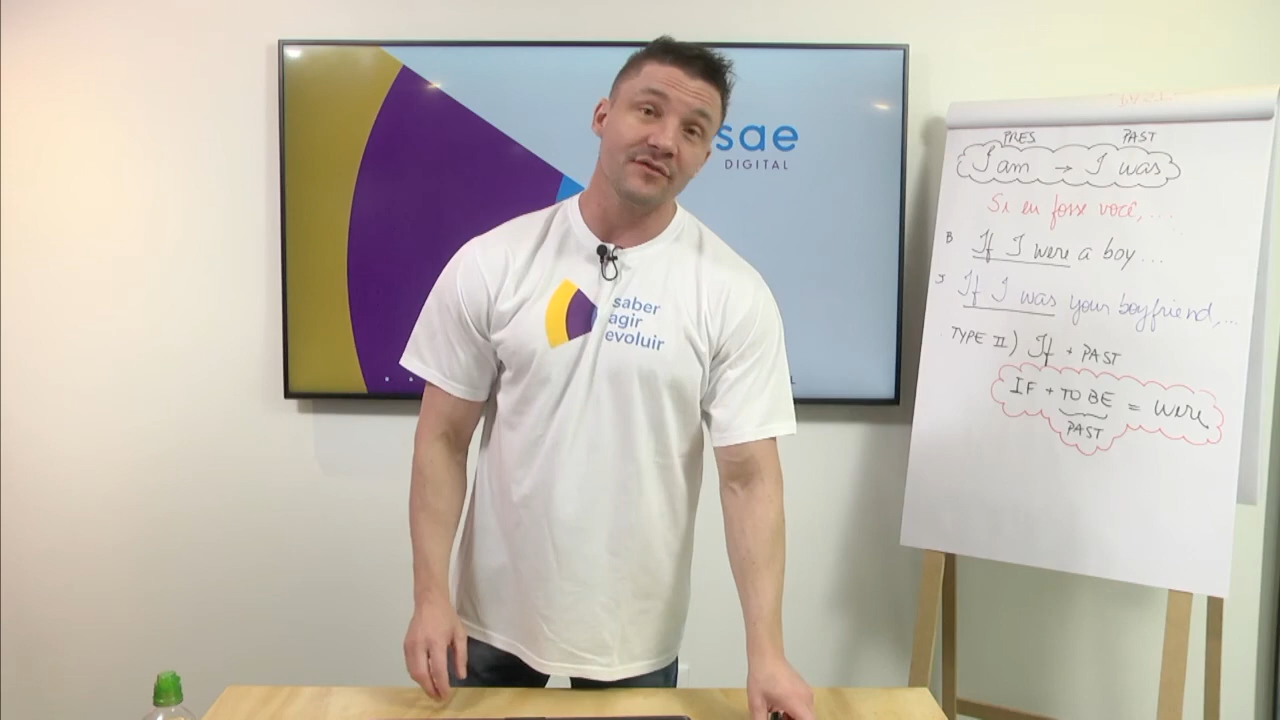 sae
DIGITAL
saber
agir
evoluir
PRES PAST
I am → I was
Si eu fosse você,...
B If I were a boy...
J If I was your boyfriend,...
TYPE II) If + PAST
IF + TO BE = were
PAST